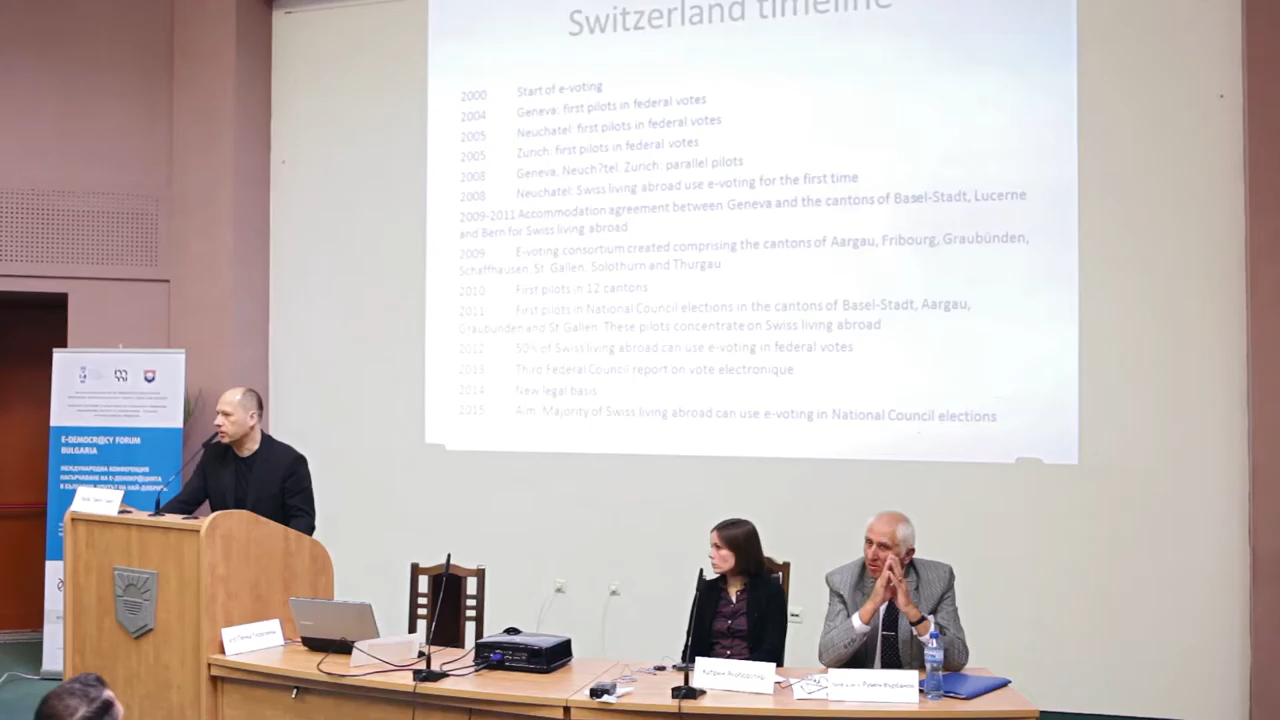 Switzerland timeline
2000 Start of e-voting
2004 Geneva: first pilots in federal votes
2005 Neuchatel: first pilots in federal votes
2005 Zurich: first pilots in federal votes
2008 Geneva, Neuch?tel, Zurich: parallel pilots
2008 Neuchatel: Swiss living abroad use e-voting for the first time
2009-2011 Accommodation agreement between Geneva and the cantons of Basel-Stadt, Lucerne
and Bern for Swiss living abroad
2009 E-voting consortium created comprising the cantons of Aargau, Fribourg, Graubünden,
Schaffhausen, St. Gallen, Solothurn and Thurgau
2010 First pilots in 12 cantons
2011 First pilots in National Council elections in the cantons of Basel-Stadt, Aargau,
Graubünden and St Gallen. These pilots concentrate on Swiss living abroad
2012 50% of Swiss living abroad can use e-voting in federal votes
2013 Third Federal Council report on vote electronique
2014 New legal basis
2015 Aim: Majority of Swiss living abroad can use e-voting in National Council elections
E-DEMOCR@CY FORUM
BULGARIA
МЕЖДУНАРОДНА КОНФЕРЕНЦИЯ
НАСЪРЧАВАНЕ НА Е-ДЕМОКР@ЦИЯТА